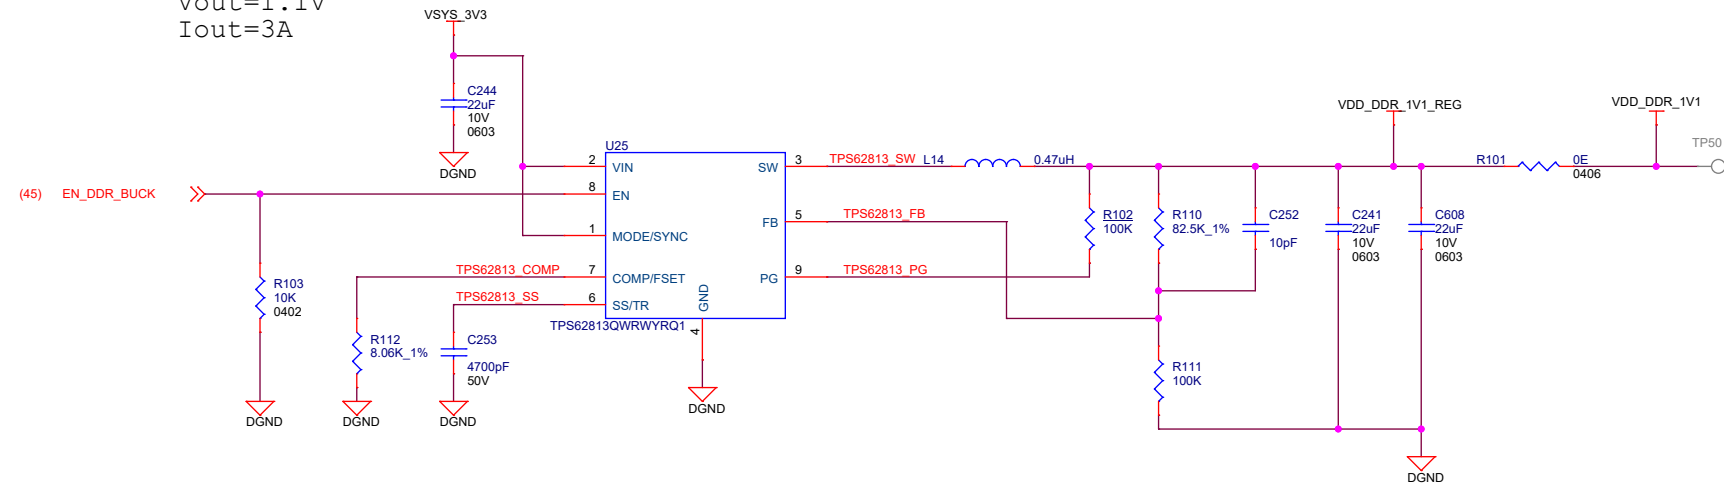 Vout=1.1V
Iout=3A
VSYS_3V3
C244
22uF
10V
0603
DGND
(45) EN_DDR_BUCK
R103
10K
0402
DGND
TPS62813_COMP
TPS62813_SS
R112
8.06K_1%
DGND
C253
4700pF
50V
DGND
U25
2
VIN
8
EN
1
MODE/SYNC
7
COMP/FSET
6
SS/TR
GND
4
SW
3
FB
5
PG
9
TPS62813QWRWYRQ1
DGND
TPS62813_SW
L14
0.47uH
TPS62813_FB
TPS62813_PG
R102
100K
R110
82.5K_1%
C252
10pF
R111
100K
C241
22uF
10V
0603
C608
22uF
10V
0603
DGND
VDD_DDR_1V1_REG
R101
0E
0406
VDD_DDR_1V1
TP50